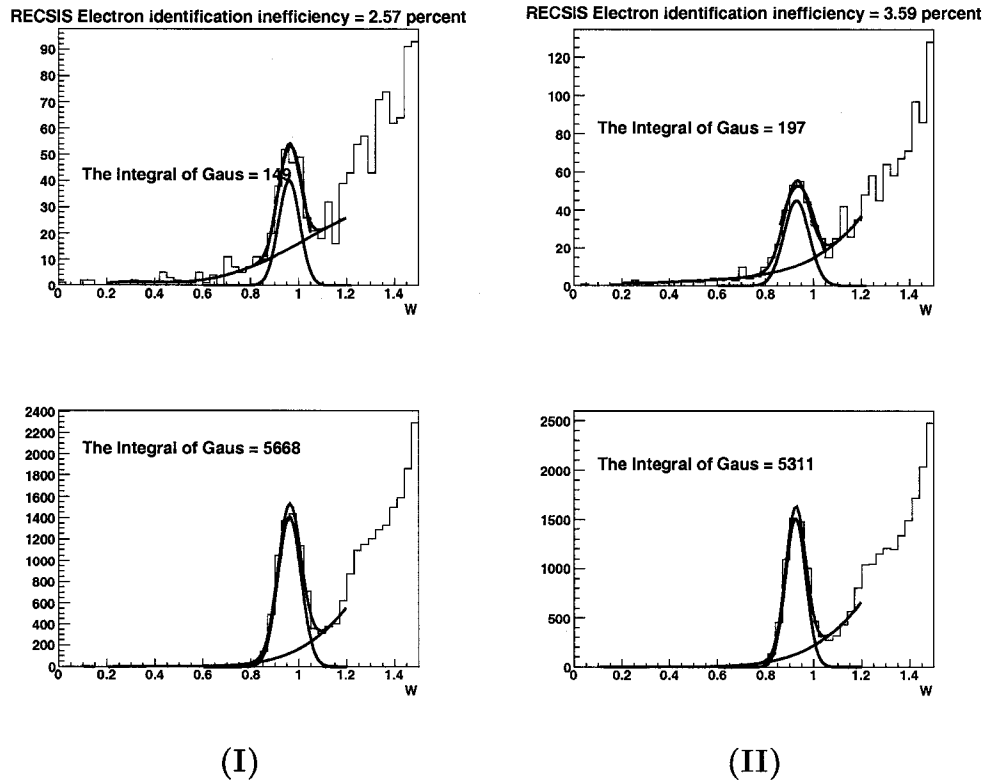 RECSIS Electron identification inefficiency = 2.57 percent
90
80
70
60
50
40
30
20
10
0
The Integral of Gaus = 149
0 0.2 0.4 0.6 0.8 1 1.2 1.4
W
RECSIS Electron identification inefficiency = 3.59 percent
120
100
80
60
40
20
0
The Integral of Gaus = 197
0 0.2 0.4 0.6 0.8 1 1.2 1.4
W
2400
2200
2000
1800
1600
1400
1200
1000
800
600
400
200
0
The Integral of Gaus = 5668
0 0.2 0.4 0.6 0.8 1 1.2 1.4
W
2500
2000
1500
1000
500
0
The Integral of Gaus = 5311
0 0.2 0.4 0.6 0.8 1 1.2 1.4
W
(I)
(II)